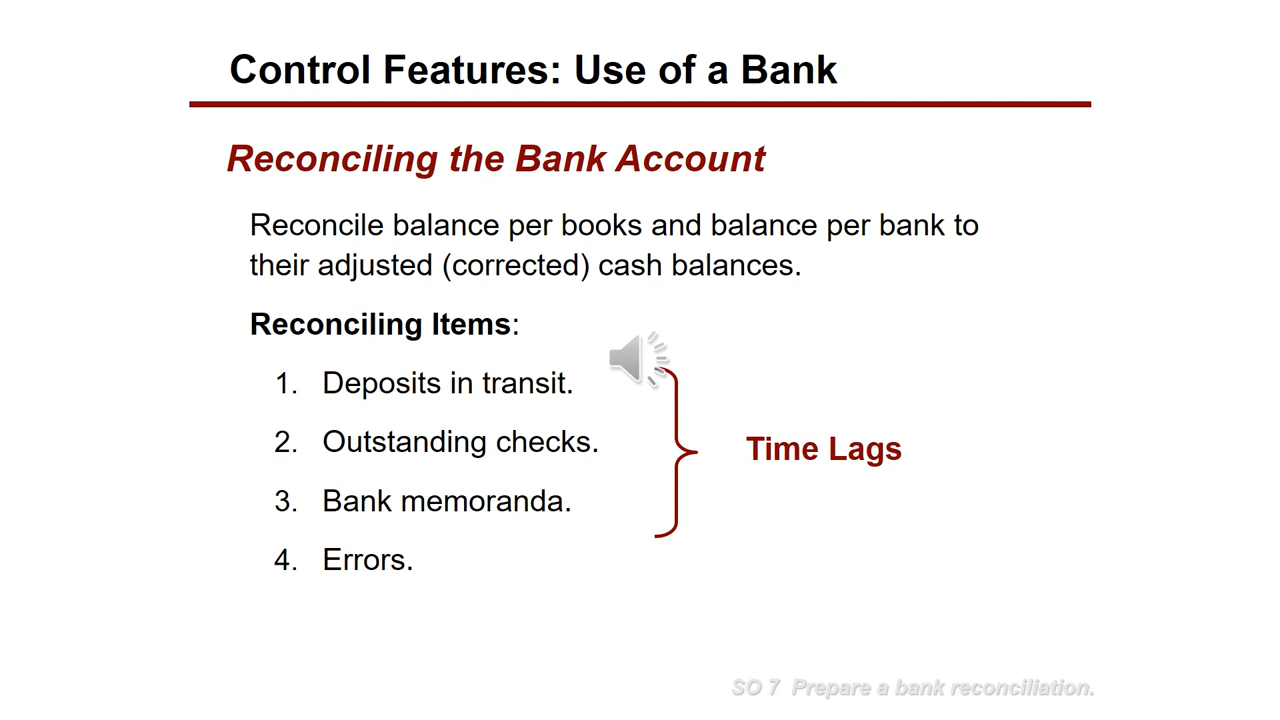 Control Features: Use of a Bank
Reconciling the Bank Account
Reconcile balance per books and balance per bank to
their adjusted (corrected) cash balances.
Reconciling Items:
1. Deposits in transit.
2. Outstanding checks.
Time Lags
3. Bank memoranda.
4. Errors.
SO 7 Prepare a bank reconciliation.